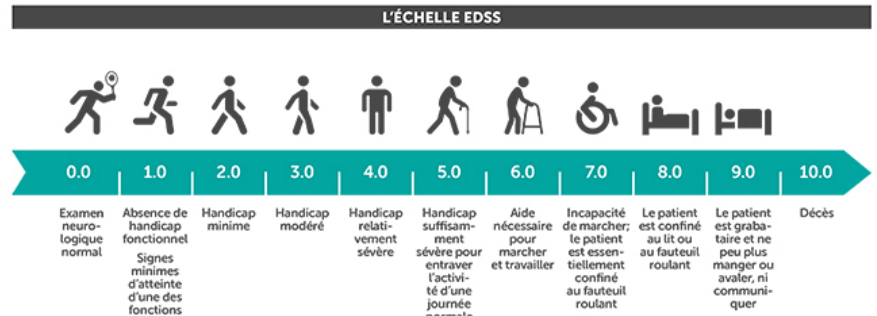 L'ÉCHELLE EDSS
0.0 1.0 2.0 3.0 4.0 5.0 6.0 7.0 8.0 9.0 10.0
Examen
neuro-
logique
normal
Absence de
handicap
fonctionnel
Signes
minimes
d'atteinte
d'une des
fonctions
Handicap
minime
Handicap
modéré
Handicap
relati-
vement
sévère
Handicap
suffisam-
ment
sévère pour
entraver
l'activi-
té d'une
journée
normale
Aide
nécessaire
pour
marcher
et travailler
Incapacité
de marcher;
le patient
est essen-
tiellement
confiné
au fauteuil
roulant
Le patient
est confiné
au lit ou
au fauteuil
roulant
Le patient
est graba-
taire et ne
peu plus
manger ou
avaler, ni
communi-
quer
Décès